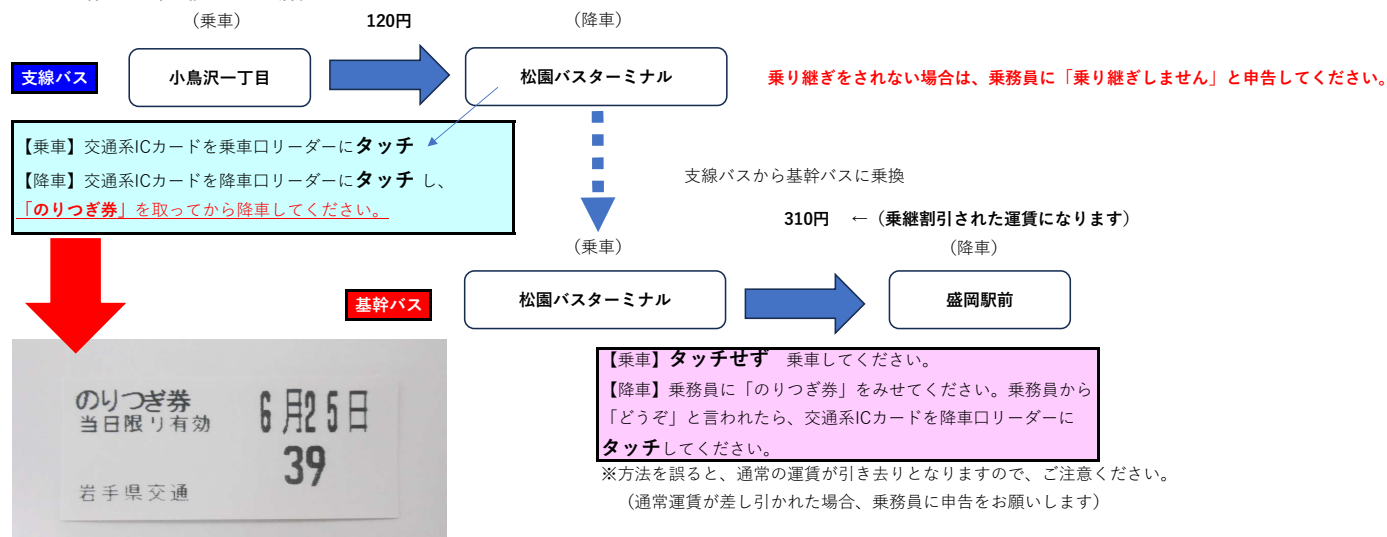 （乗車）
120円
（降車）
支線バス
小鳥沢一丁目
松園バスターミナル
乗り継ぎをされない場合は、乗務員に「乗り継ぎしません」と申告してください。
【乗車】交通系ICカードを乗車口リーダーにタッチ
【降車】交通系ICカードを降車口リーダーにタッチ し、
「のりつぎ券」を取ってから降車してください。
支線バスから基幹バスに乗換
310円　←（乗継割引された運賃になります）
（乗車）
（降車）
基幹バス
松園バスターミナル
盛岡駅前
【乗車】タッチせず　乗車してください。
【降車】乗務員に「のりつぎ券」をみせてください。乗務員から
「どうぞ」と言われたら、交通系ICカードを降車口リーダーに
タッチしてください。
※方法を誤ると、通常の運賃が引き去りとなりますので、ご注意ください。
（通常運賃が差し引かれた場合、乗務員に申告をお願いします）
のりつぎ券
当日限り有効
6月25日
39
岩手県交通